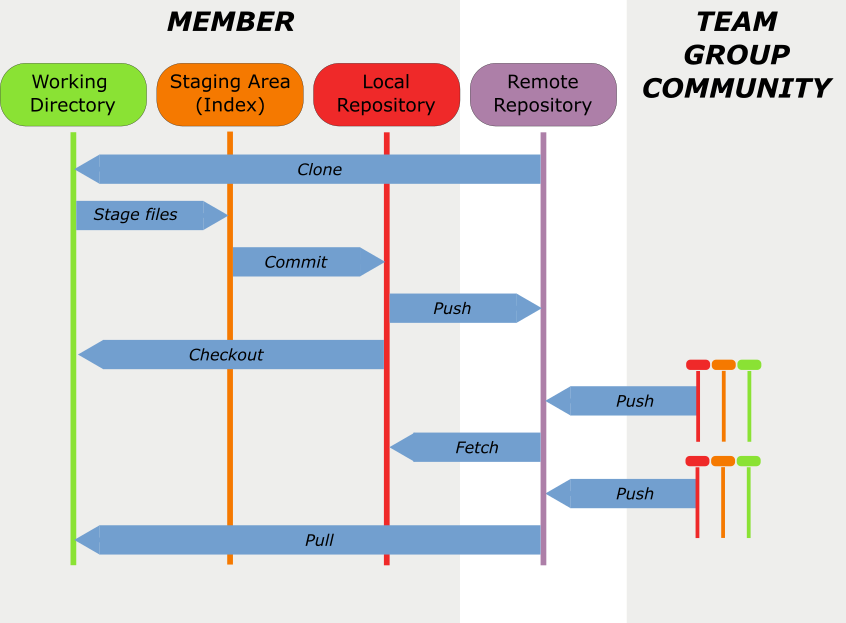 MEMBER
TEAM
GROUP
COMMUNITY
Working
Directory
Staging Area
(Index)
Local
Repository
Remote
Repository
Clone
Stage files
Commit
Push
Checkout
Push
Fetch
Push
Pull